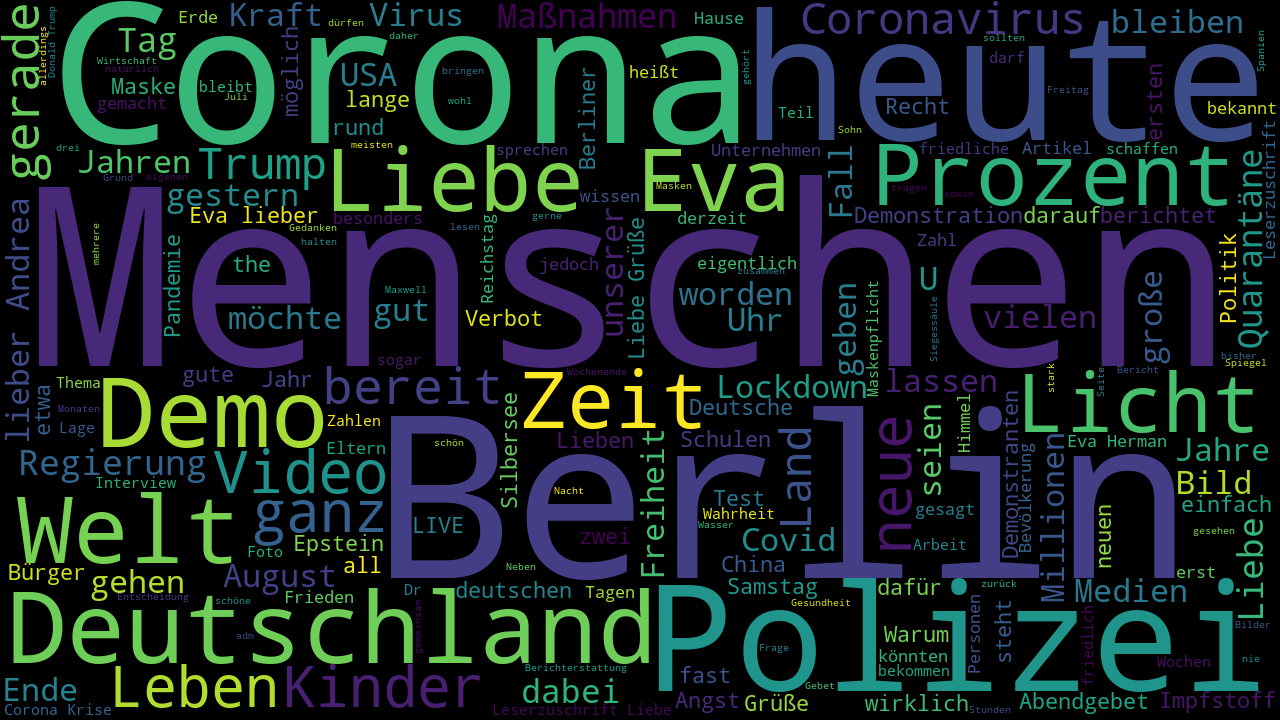 Corona
heute
Menschen
Berlin
Polizei
Deutschland
Prozent
Liebe
Eva
Licht
Demo
Zeit
Welt
Leben
Kinder
Video
ganz
neue
bereit
gerade
Tag
Erde
Kraft
dürfen
Virus
daher
Maßnahmen
Hause
Coronavirus
sollten
bleiben
Spanien
allerdings
Donald Trump
Wirtschaft
natürlich
Maske
bleibt
Juli
gemacht
möglich
USA
lange
rund
bringen
wohl
heißt
gehört
Teil
Sohn
darf
Recht
Freitag
ersten
bekannt
drei
Jahren
Grund
eigenen
Trump
gestern
meisten
sprechen
Berliner
wissen
Unternehmen
Masken
Fall
friedliche
Artikel
schaffen
tragen
sowie
Quarantäne
Leserzuschrift
lieber Andrea
mehrere
Eva lieber
Gedanken
halten
besonders
Pandemie
the
möchte
Maxwell
gut
sogar
lesen
gerne
Reichstag
Verbot
jedoch
unserer
Liebe Grüße
derzeit
eigentlich
zusammen
worden
Uhr
geben
Maskenpflicht
Demonstration
darauf
berichtet
Zahl
U
Siegessäule
vielen
große
Politik
bisher
Spiegel
etwa
Thema
Monaten
Lage
gute
Jahr
Zahlen
Eltern
Regierung
Interview
schön
Silbersee
Wochenende
Lieben
Nacht
zwei
Freiheit
Lockdown
Deutsche
Schulen
Land
Test
Wahrheit
Wasser
Covid
China
lassen
seien
Himmel
gesagt
Arbeit
Demonstranten
Bevölkerung
stark
Seite
Bericht
Eva Herman
Millionen
Jahre
Bild
einfach
neuen
gesehen
Liebe
erst
LIVE
Foto
Epstein
all
Bürger
gehen
August
Frieden
Entscheidung
schöne
adm
Dr
deutschen
Neben
Tagen
gemeinsam
Samstag
Gesundheit
dafür
zurück
Medien
Warum
könnten
bekommen
Personen
steht
friedlich
Wochen
Bilder
nie
Frage
Berichterstattung
dabei
fast
Angst
Gebet
Grüße
wirklich
Stunden
Abendgebet
Impfstoff
Ende
Corona Krise
Leserzuschrift Liebe